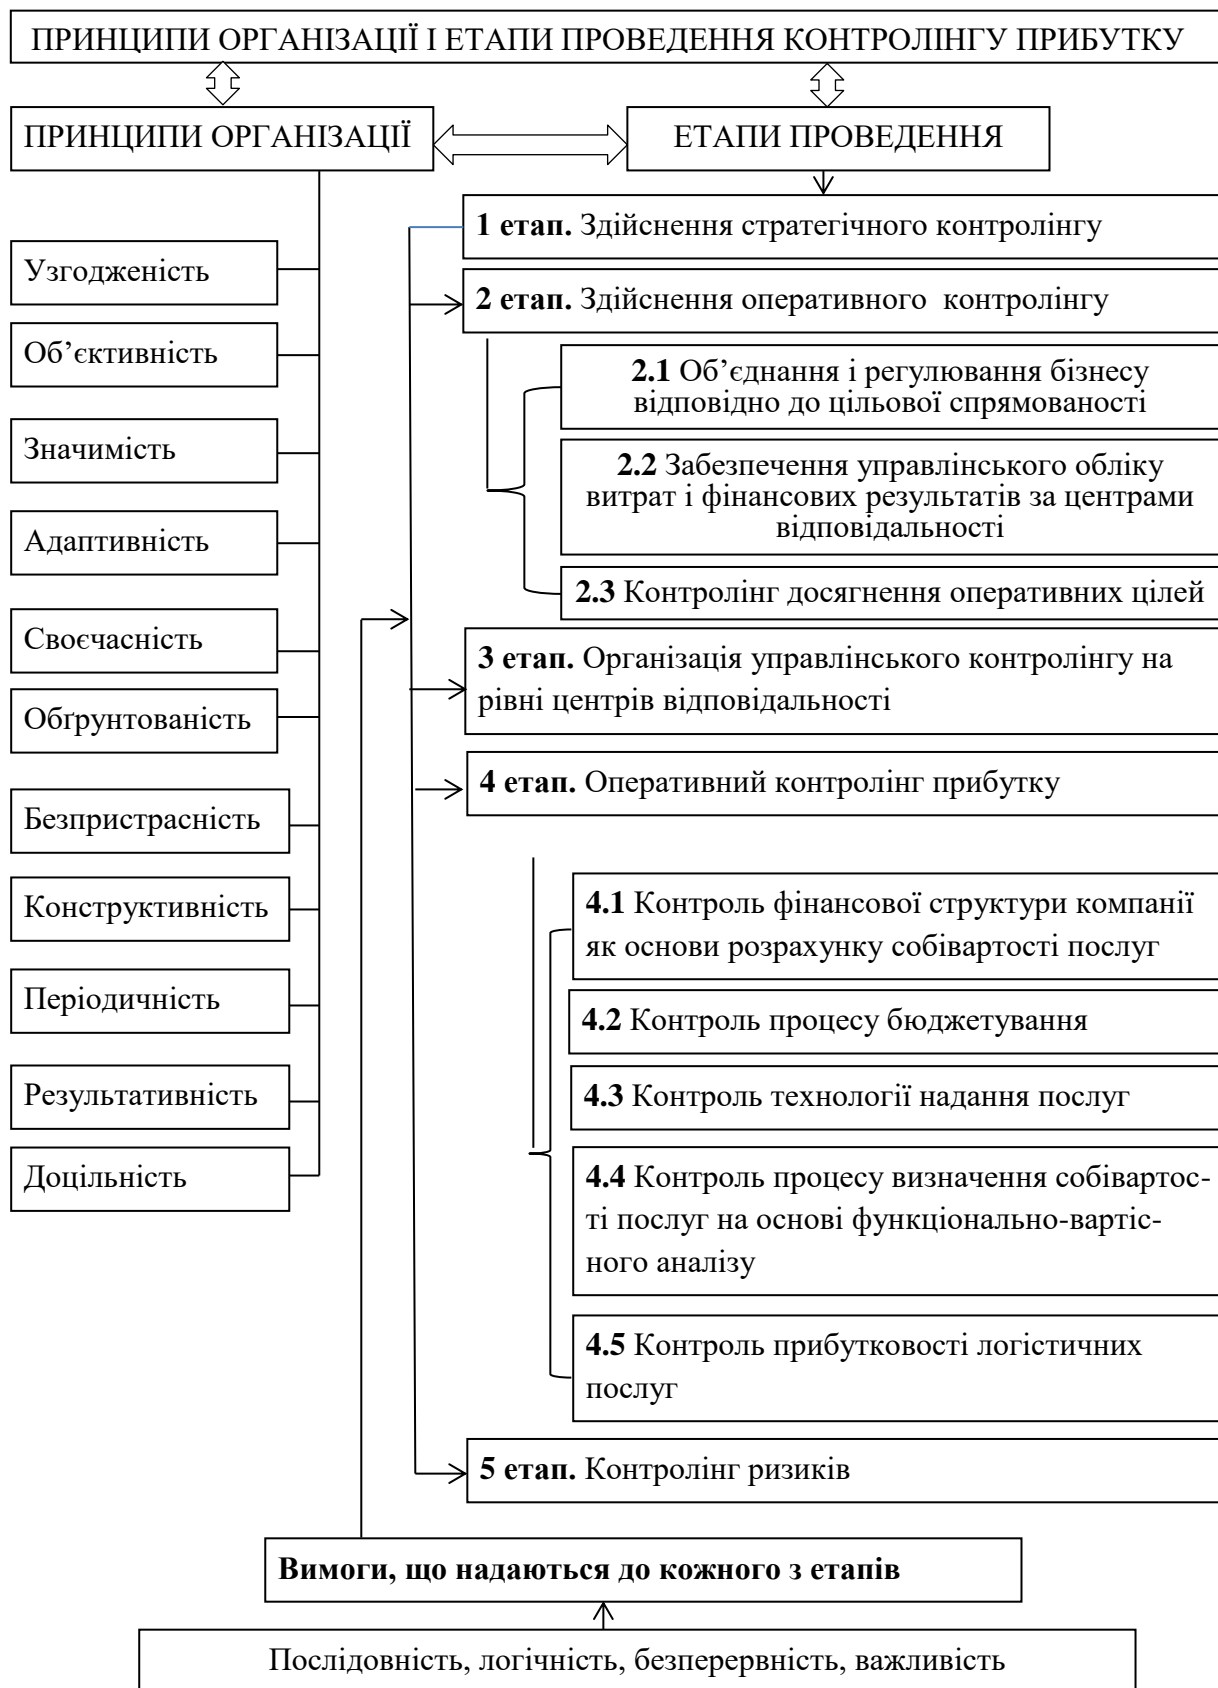 ПРИНЦИПИ ОРГАНІЗАЦІЇ І ЕТАПИ ПРОВЕДЕННЯ КОНТРОЛІНГУ ПРИБУТКУ
ПРИНЦИПИ ОРГАНІЗАЦІЇ
ЕТАПИ ПРОВЕДЕННЯ
Узгодженість
Об’єктивність
Значимість
Адаптивність
Своєчасність
Обґрунтованість
Безпристрасність
Конструктивність
Періодичність
Результативність
Доцільність
1 етап. Здійснення стратегічного контролінгу
2 етап. Здійснення оперативного контролінгу
2.1 Об’єднання і регулювання бізнесу
відповідно до цільової спрямованості
2.2 Забезпечення управлінського обліку
витрат і фінансових результатів за центрами
відповідальності
2.3 Контролінг досягнення оперативних цілей
3 етап. Організація управлінського контролінгу на
рівні центрів відповідальності
4 етап. Оперативний контролінг прибутку
4.1 Контроль фінансової структури компанії
як основи розрахунку собівартості послуг
4.2 Контроль процесу бюджетування
4.3 Контроль технології надання послуг
4.4 Контроль процесу визначення собівартос-
ті послуг на основі функціонально-вартіс-
ного аналізу
4.5 Контроль прибутковості логістичних
послуг
5 етап. Контролінг ризиків
Вимоги, що надаються до кожного з етапів
Послідовність, логічність, безперервність, важливість